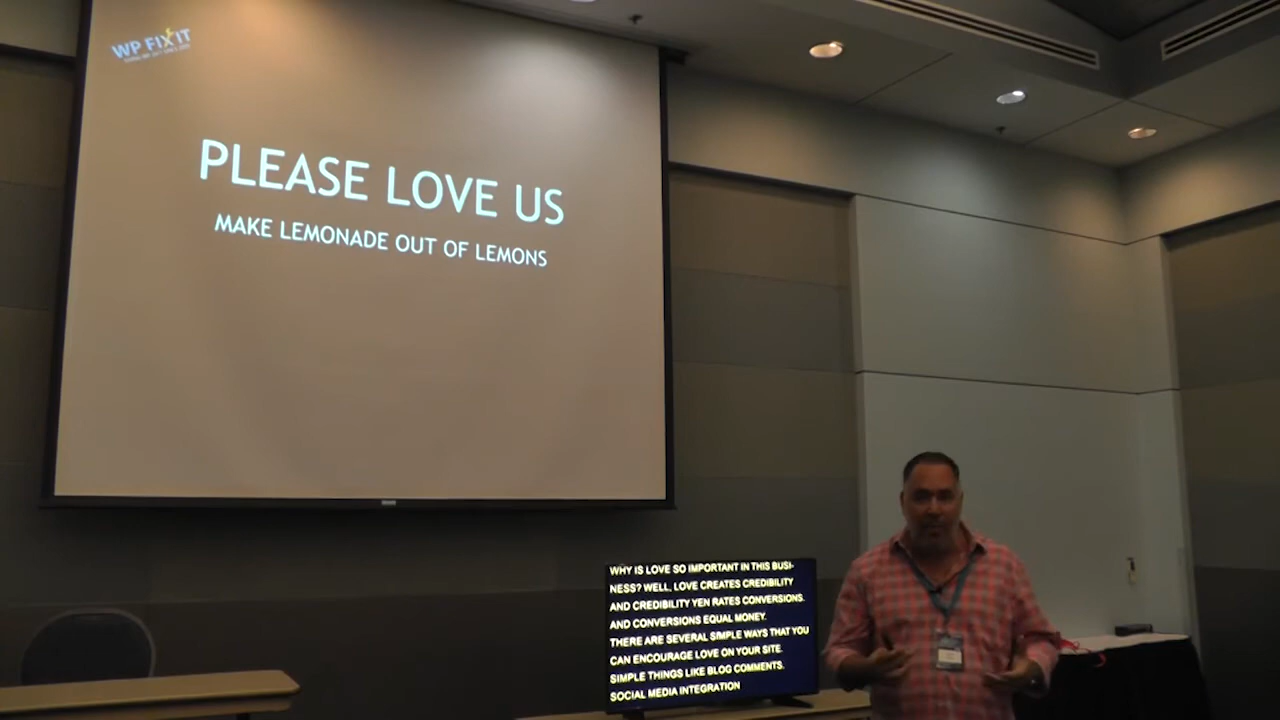 WP FIXIT
PLEASE LOVE US
MAKE LEMONADE OUT OF LEMONS
WHY IS LOVE SO IMPORTANT IN THIS BUSI-
NESS? WELL, LOVE CREATES CREDIBILITY
AND CREDIBILITY YEN RATES CONVERSIONS.
AND CONVERSIONS EQUAL MONEY.
THERE ARE SEVERAL SIMPLE WAYS THAT YOU
CAN ENCOURAGE LOVE ON YOUR SITE.
SIMPLE THINGS LIKE BLOG COMMENTS.
SOCIAL MEDIA INTEGRATION